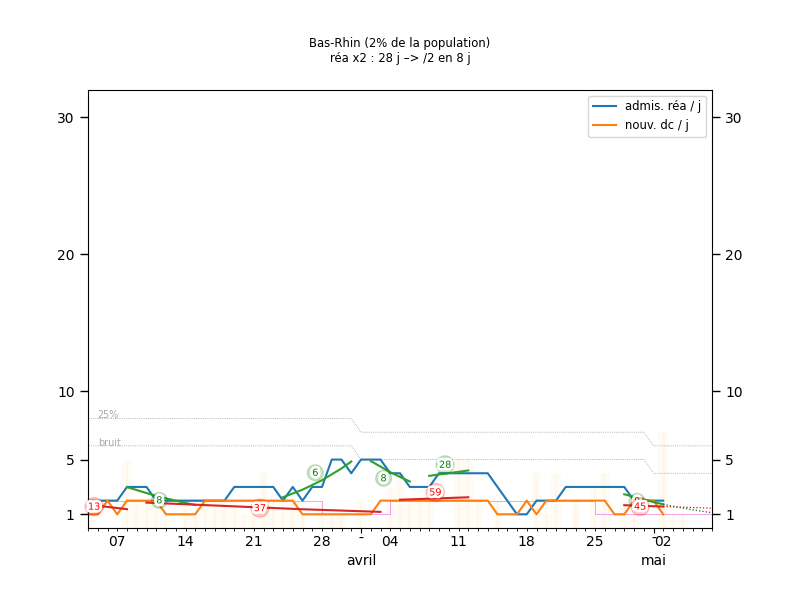 Bas-Rhin (2% de la population)
réa x2 : 28 j –> /2 en 8 j
admis. réa / j
nouv. dc / j
30 30
20 20
10 10
5 5
1 1
25%
bruit
13 8 37 6 8 28 59 45
07 14 21 28 04 11 18 25 02
avril mai